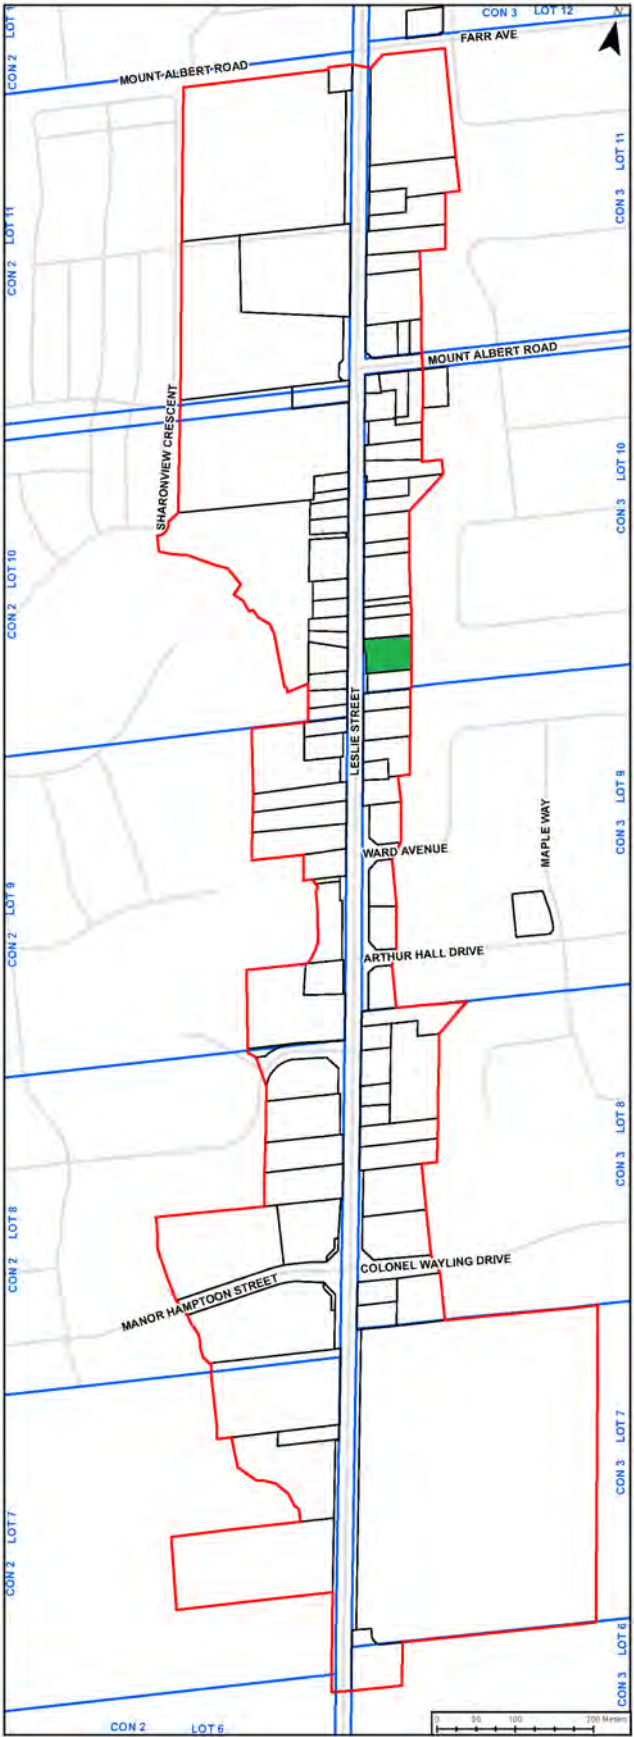 CON 3 LOT 12
N
CON 2 LOT 1
FARR AVE
MOUNT ALBERT ROAD
CON 3 LOT 11
CON 2 LOT 11
MOUNT ALBERT ROAD
SHARONVIEW CRESCENT
CON 3 LOT 10
CON 2 LOT 10
LESLIE STREET
CON 3 LOT 9
MAPLE WAY
WARD AVENUE
CON 2 LOT 9
ARTHUR HALL DRIVE
CON 3 LOT 8
CON 2 LOT 8
COLONEL WAYLING DRIVE
MANOR HAMPTOON STREET
CON 3 LOT 7
CON 2 LOT 7
CON 3 LOT 6
0 50 100 200 Meters
CON 2 LOT 6